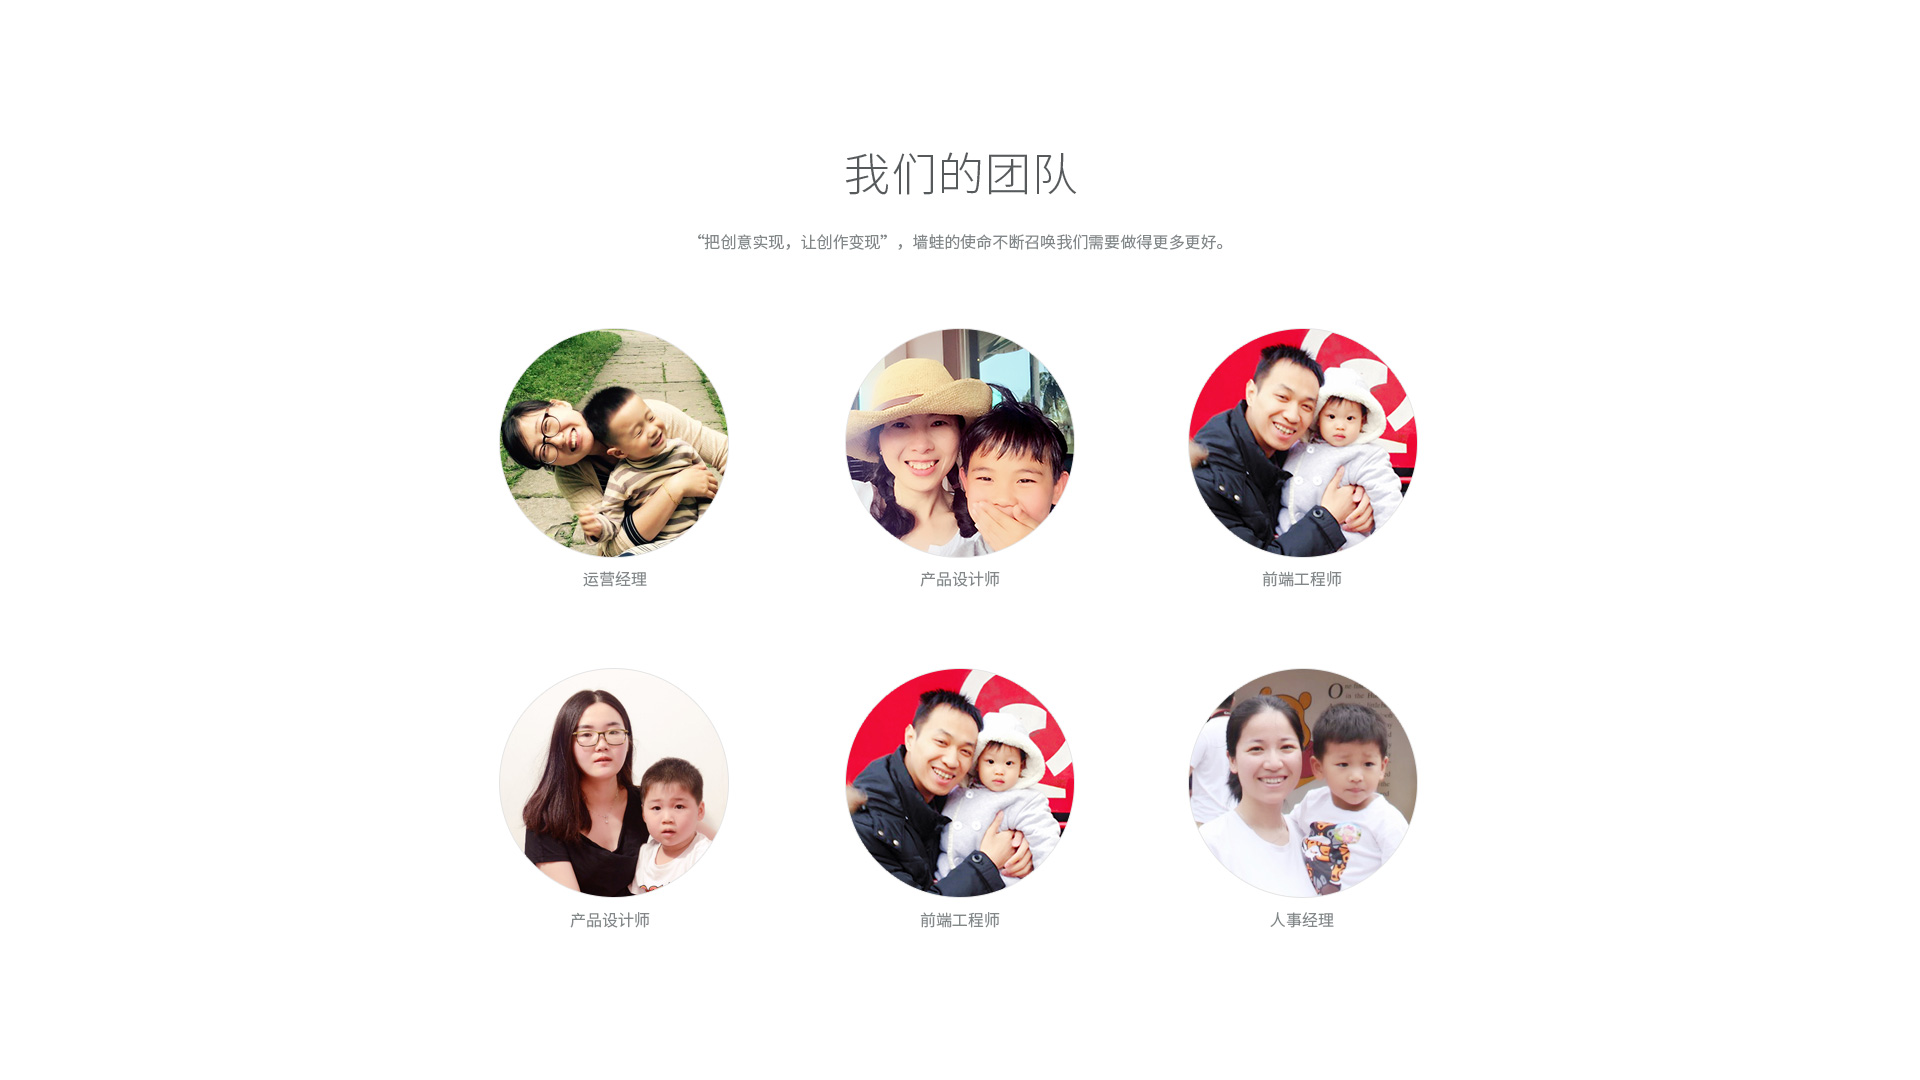 我们的团队
“把创意实现，让创作变现”，墙蛙的使命不断召唤我们需要做得更多更好。
运营经理
产品设计师
前端工程师
产品设计师
前端工程师
人事经理